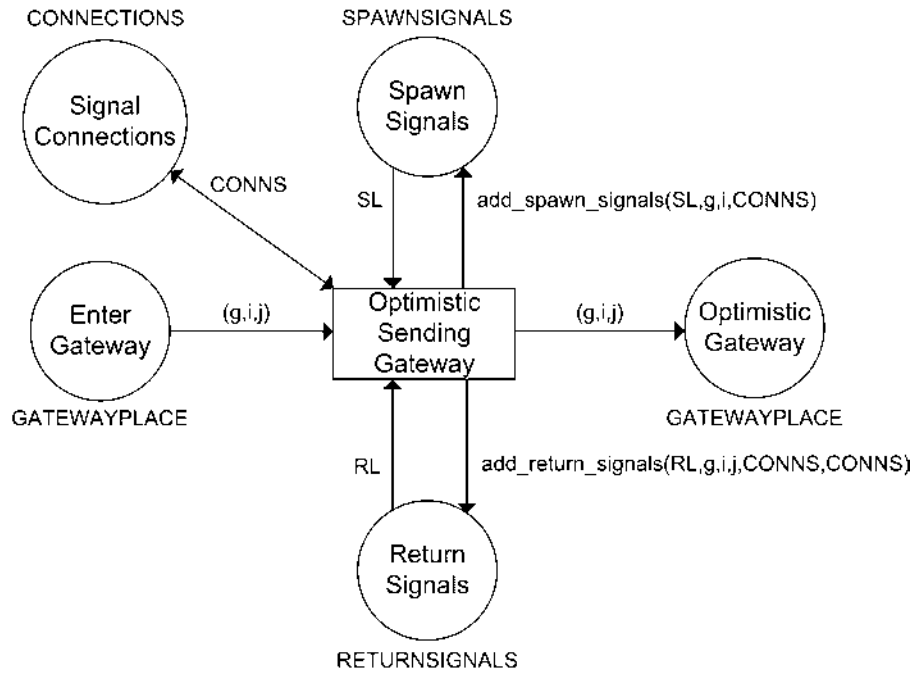 CONNECTIONS
SPAWNSIGNALS
Signal
Connections
Spawn
Signals
CONNS
SL
add_spawn_signals(SL,g,i,CONNS)
Enter
Gateway
(g,i,j)
Optimistic
Sending
Gateway
(g,i,j)
Optimistic
Gateway
GATEWAYPLACE
GATEWAYPLACE
RL
add_return_signals(RL,g,i,j,CONNS,CONNS)
Return
Signals
RETURNSIGNALS